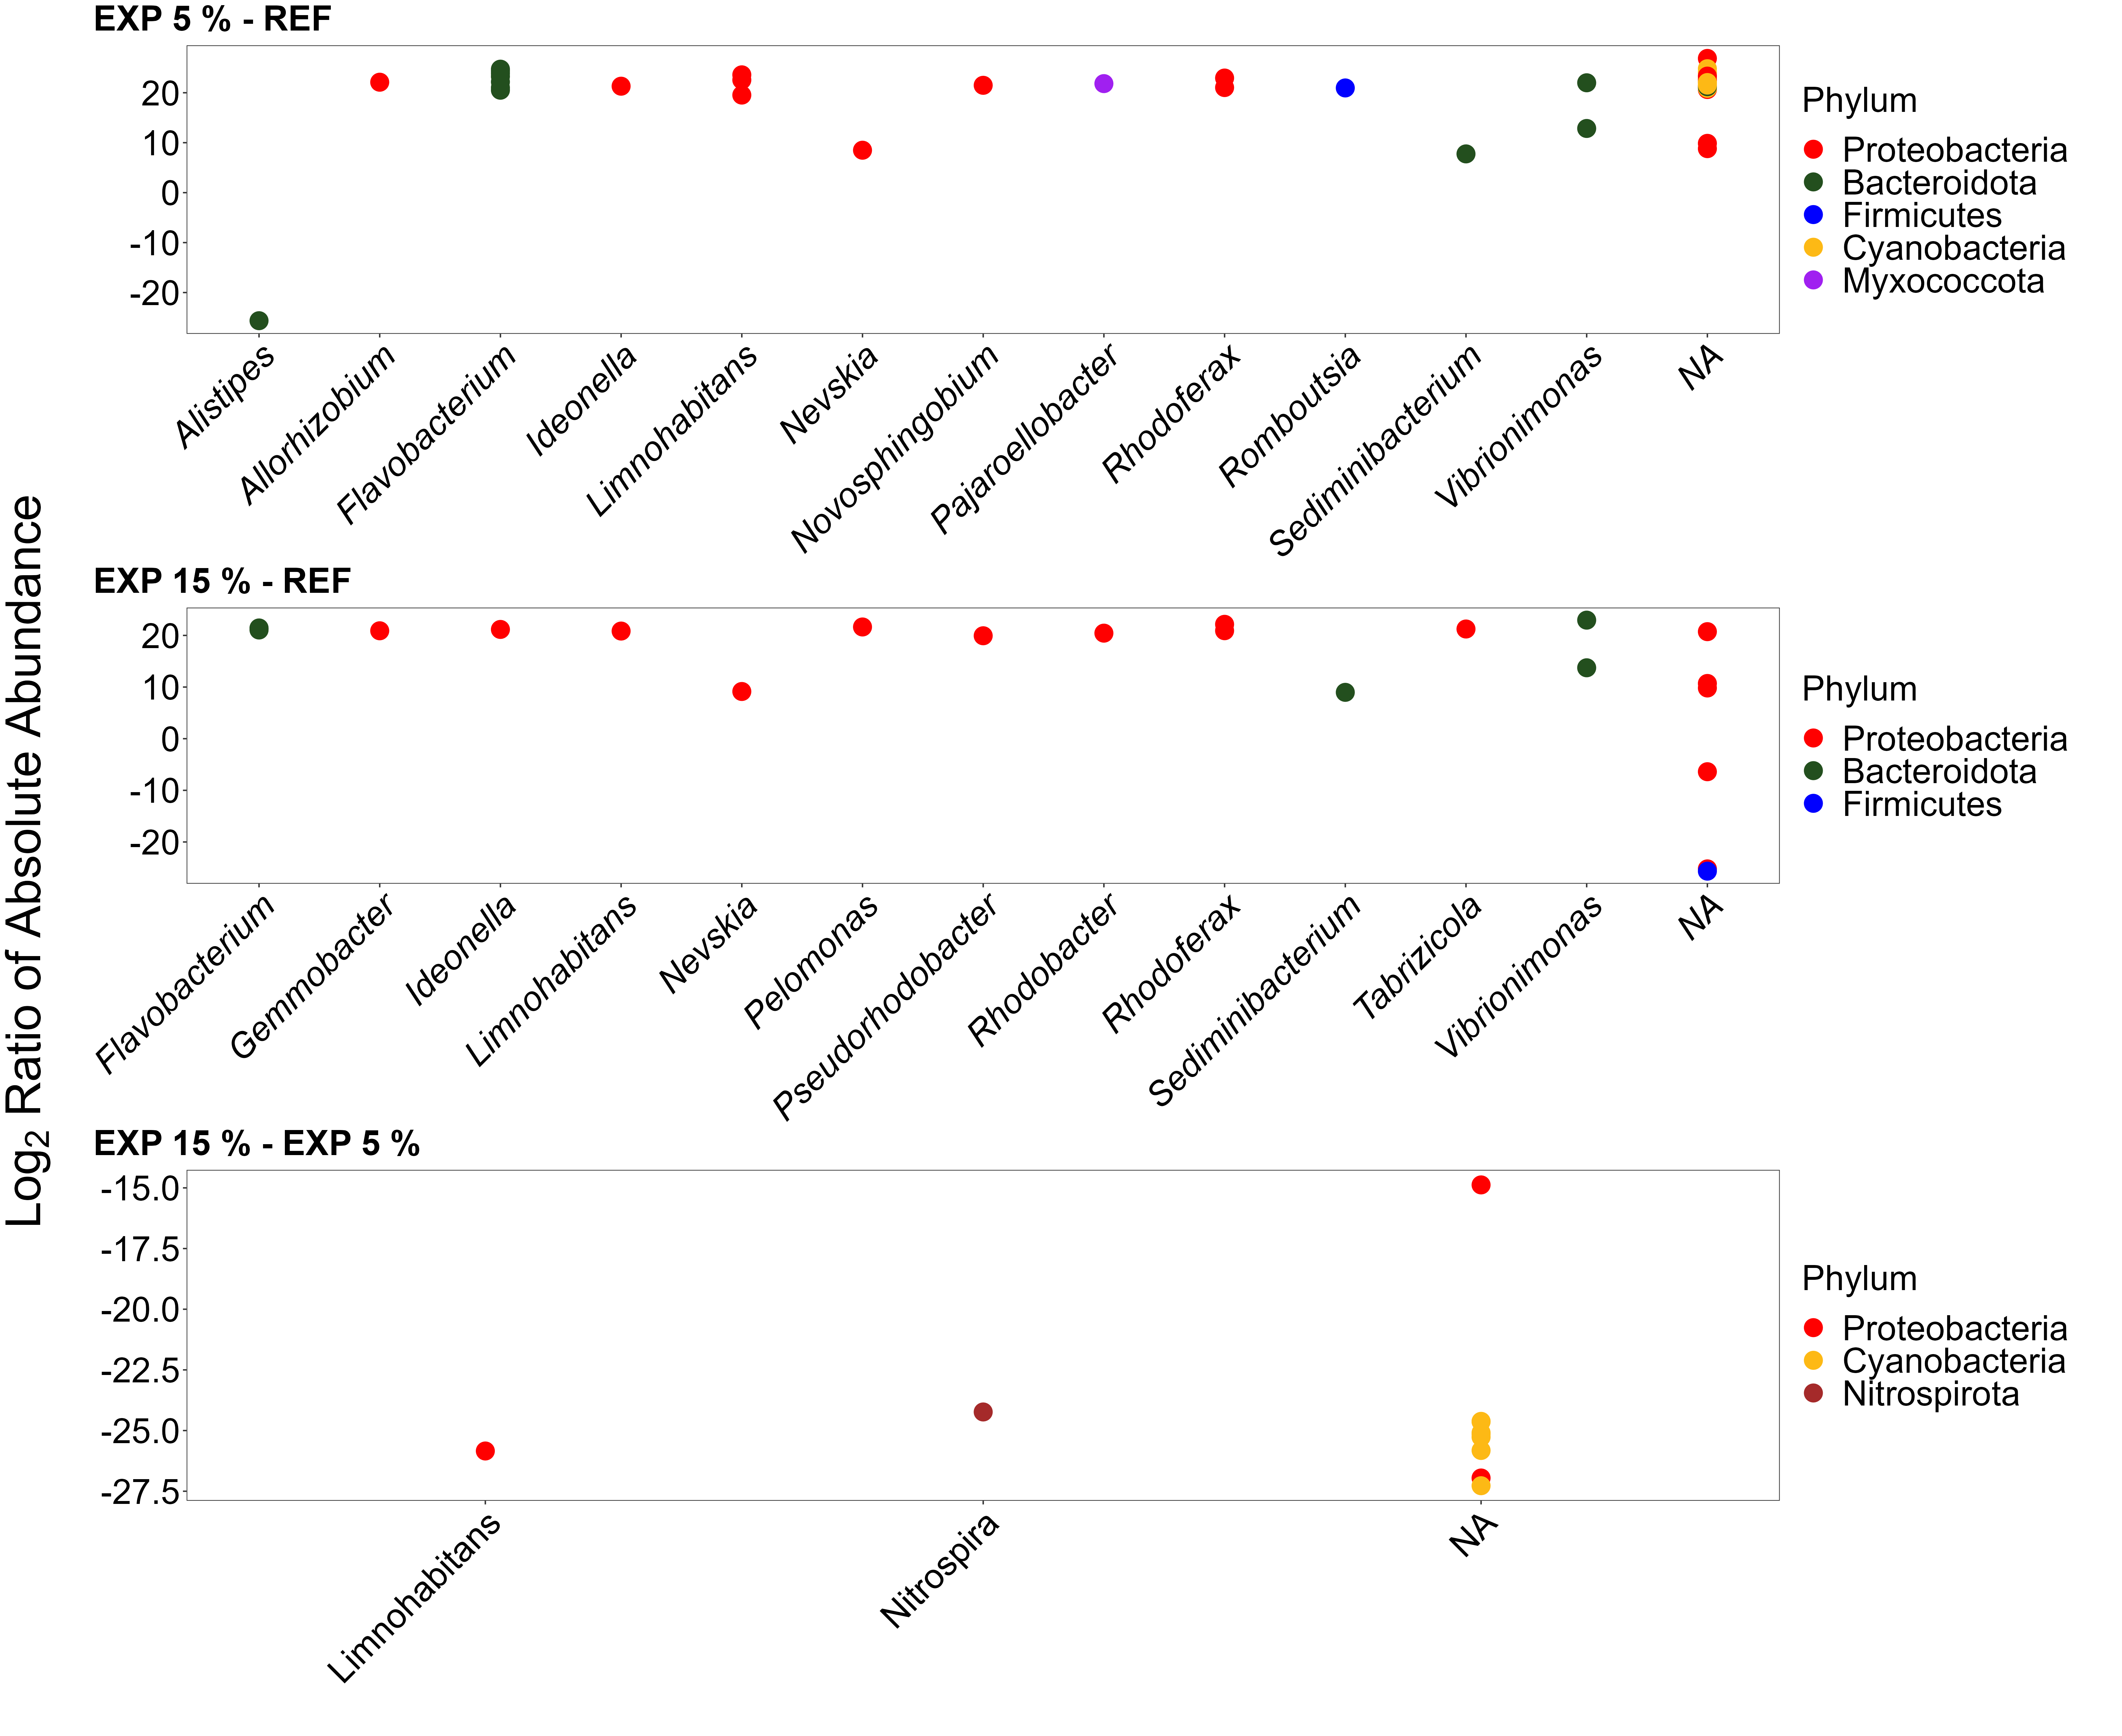 Log2 Ratio of Absolute Abundance
EXP 5 % - REF
20
10
0
-10
-20
Alistipes
Allorhizobium
Flavobacterium
Ideonella
Limnohabitans
Nevskia
Novosphingobium
Pajaroellobacter
Rhodoferax
Romboutsia
Sediminibacterium
Vibrionimonas
NA
Phylum
Proteobacteria
Bacteroidota
Firmicutes
Cyanobacteria
Myxococcota
EXP 15 % - REF
20
10
0
-10
-20
Flavobacterium
Gemmobacter
Ideonella
Limnohabitans
Nevskia
Pelomonas
Pseudorhodobacter
Rhodobacter
Rhodoferax
Sediminibacterium
Tabrizicola
Vibrionimonas
NA
Phylum
Proteobacteria
Bacteroidota
Firmicutes
EXP 15 % - EXP 5 %
-15.0
-17.5
-20.0
-22.5
-25.0
-27.5
Limnohabitans
Nitrospira
NA
Phylum
Proteobacteria
Cyanobacteria
Nitrospirota